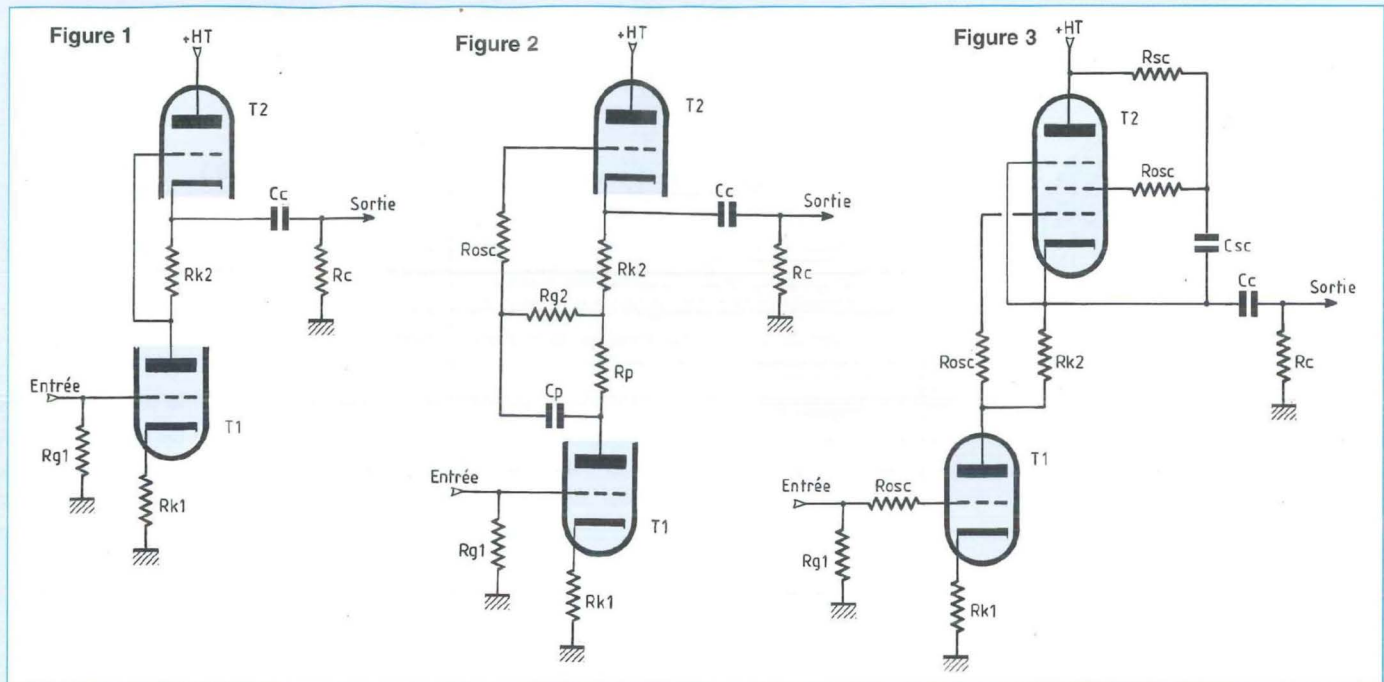 Figure 1
+HT
T2
Cc
Sortie
Rk2
Rc
Entrée
T1
Rg1
Rk1
Figure 2
+HT
T2
Cc
Sortie
Rosc
Rk2
Rc
Rg2
Rp
Cp
Entrée
T1
Rg1
Rk1
Figure 3
+HT
Rsc
T2
Rosc
Csc
Cc
Sortie
Rosc
Rk2
Rc
T1
Entrée
Rosc
Rg1
Rk1